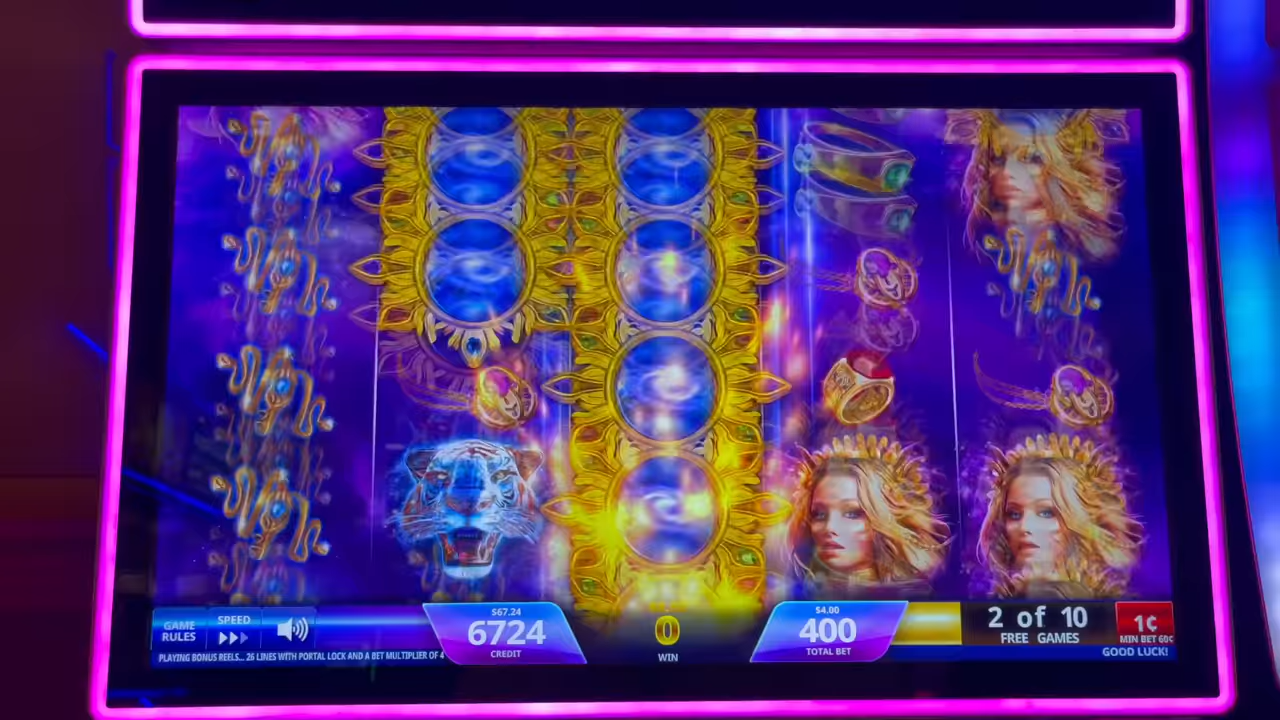 GAME RULES
SPEED
$67.24
6724
CREDIT
0
WIN
$4.00
400
TOTAL BET
2 of 10
FREE GAMES
1¢
MIN BET 60¢
PLAYING BONUS REELS... 26 LINES WITH PORTAL LOCK AND A BET MULTIPLIER OF 4
GOOD LUCK!